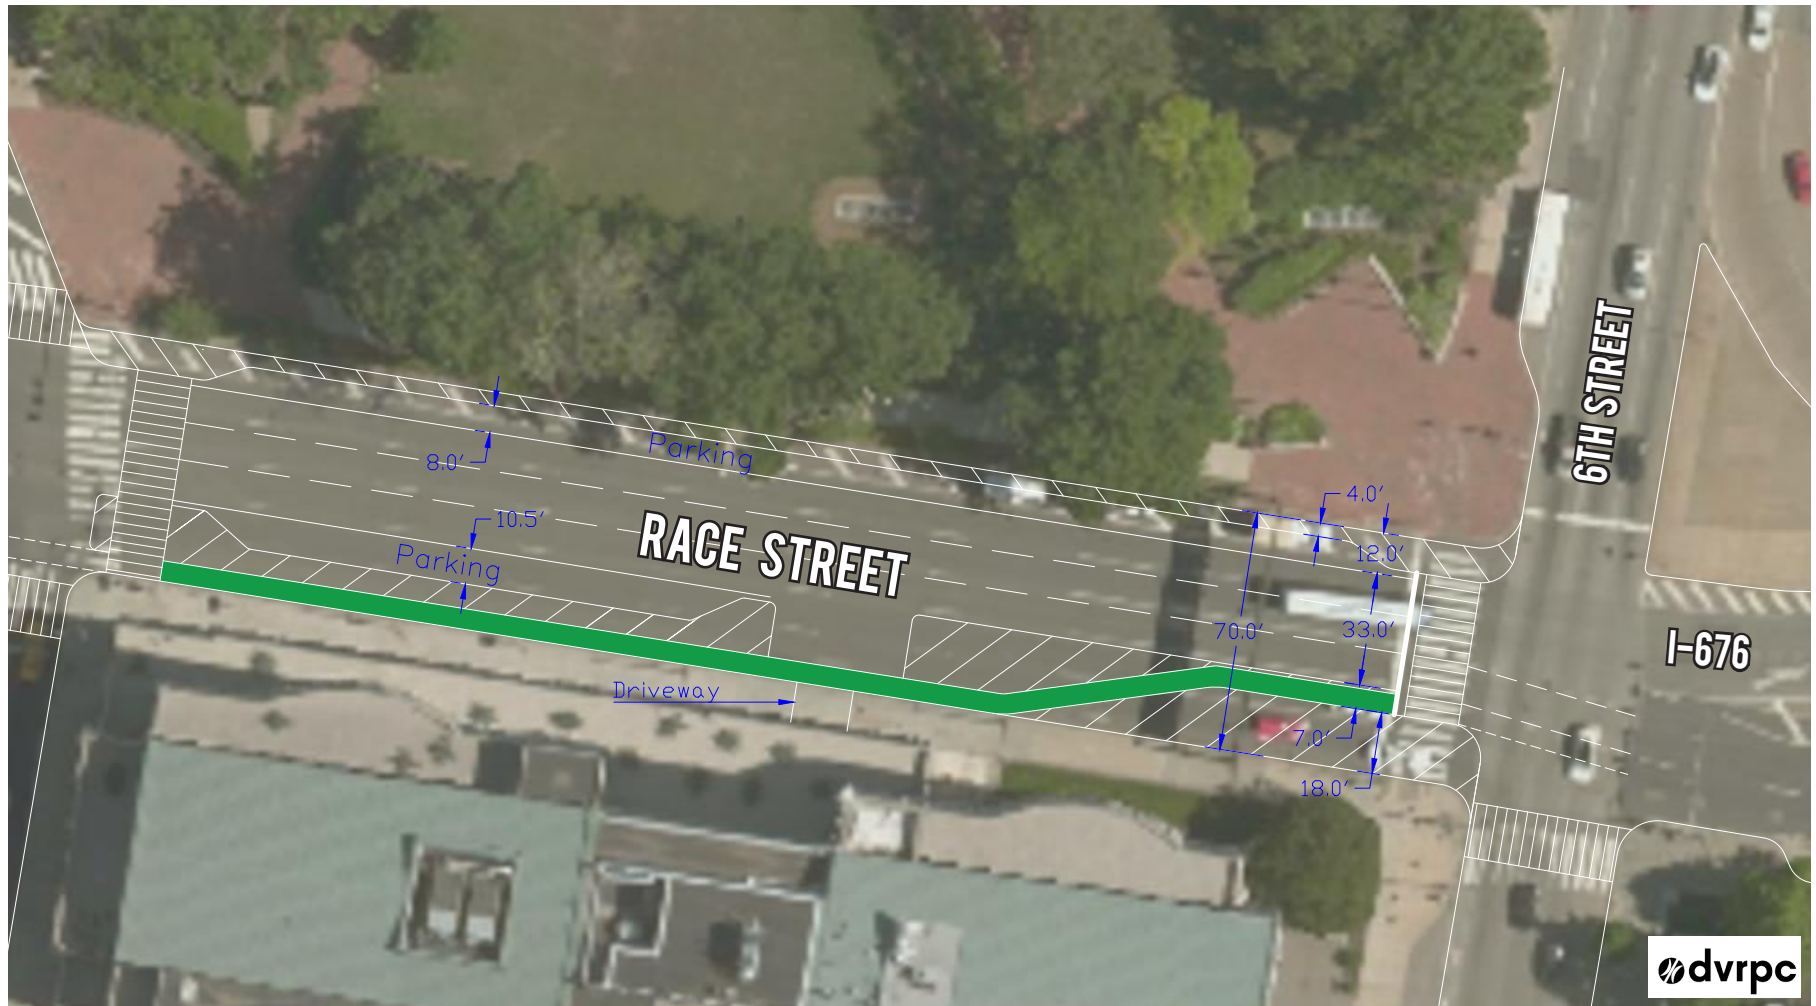 8.0'
Parking
10.5'
Parking
RACE STREET
4.0'
12.0'
70.0'
33.0'
6TH STREET
I-676
Driveway
7.0'
18.0'
dvrpc